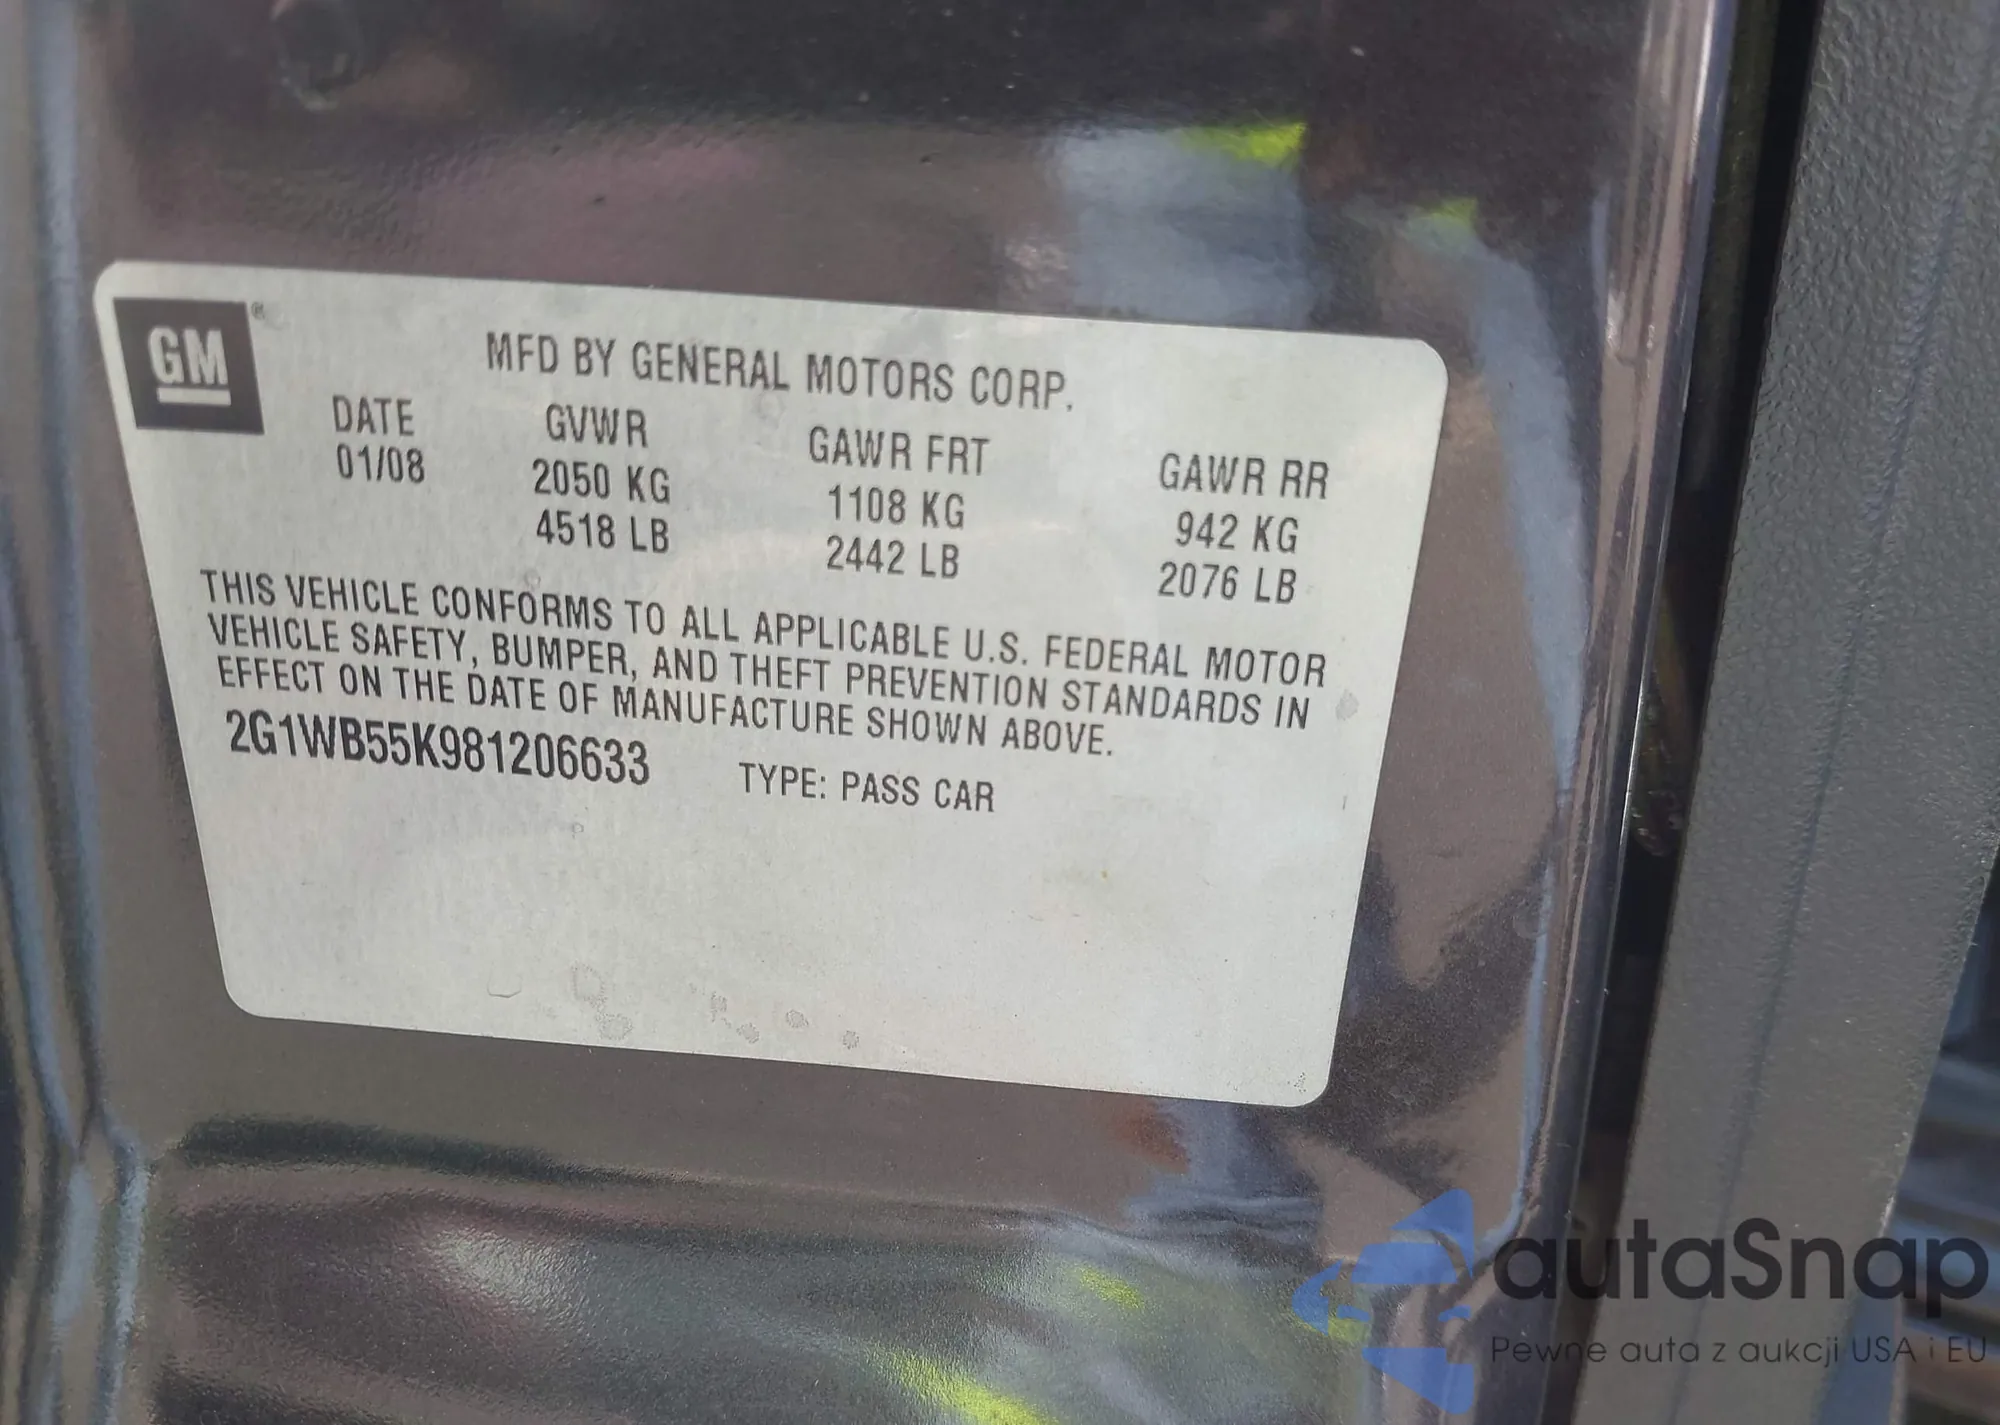 GM ®
MFD BY GENERAL MOTORS CORP.
DATE GVWR GAWR FRT GAWR RR
01/08 2050 KG 1108 KG 942 KG
4518 LB 2442 LB 2076 LB
THIS VEHICLE CONFORMS TO ALL APPLICABLE U.S. FEDERAL MOTOR
VEHICLE SAFETY, BUMPER, AND THEFT PREVENTION STANDARDS IN
EFFECT ON THE DATE OF MANUFACTURE SHOWN ABOVE.
2G1WB55K981206633 TYPE: PASS CAR
autaSnap
Pewne auta z aukcji USA i EU